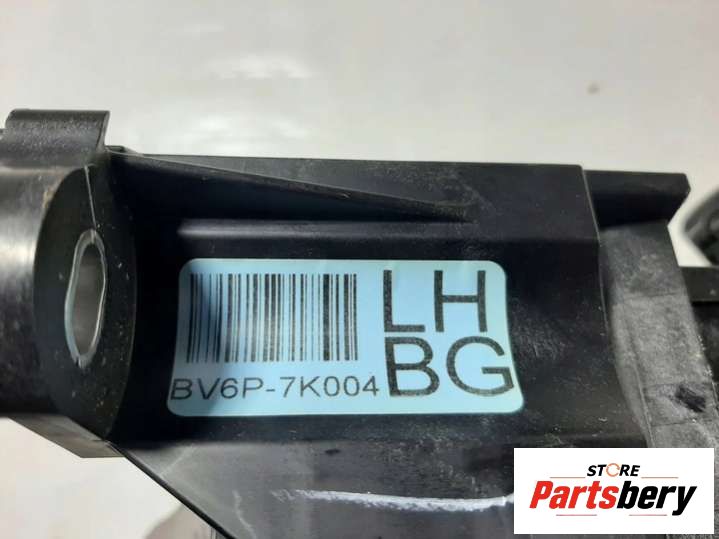 LH
BV6P-7K004 BG
STORE
Partsbery